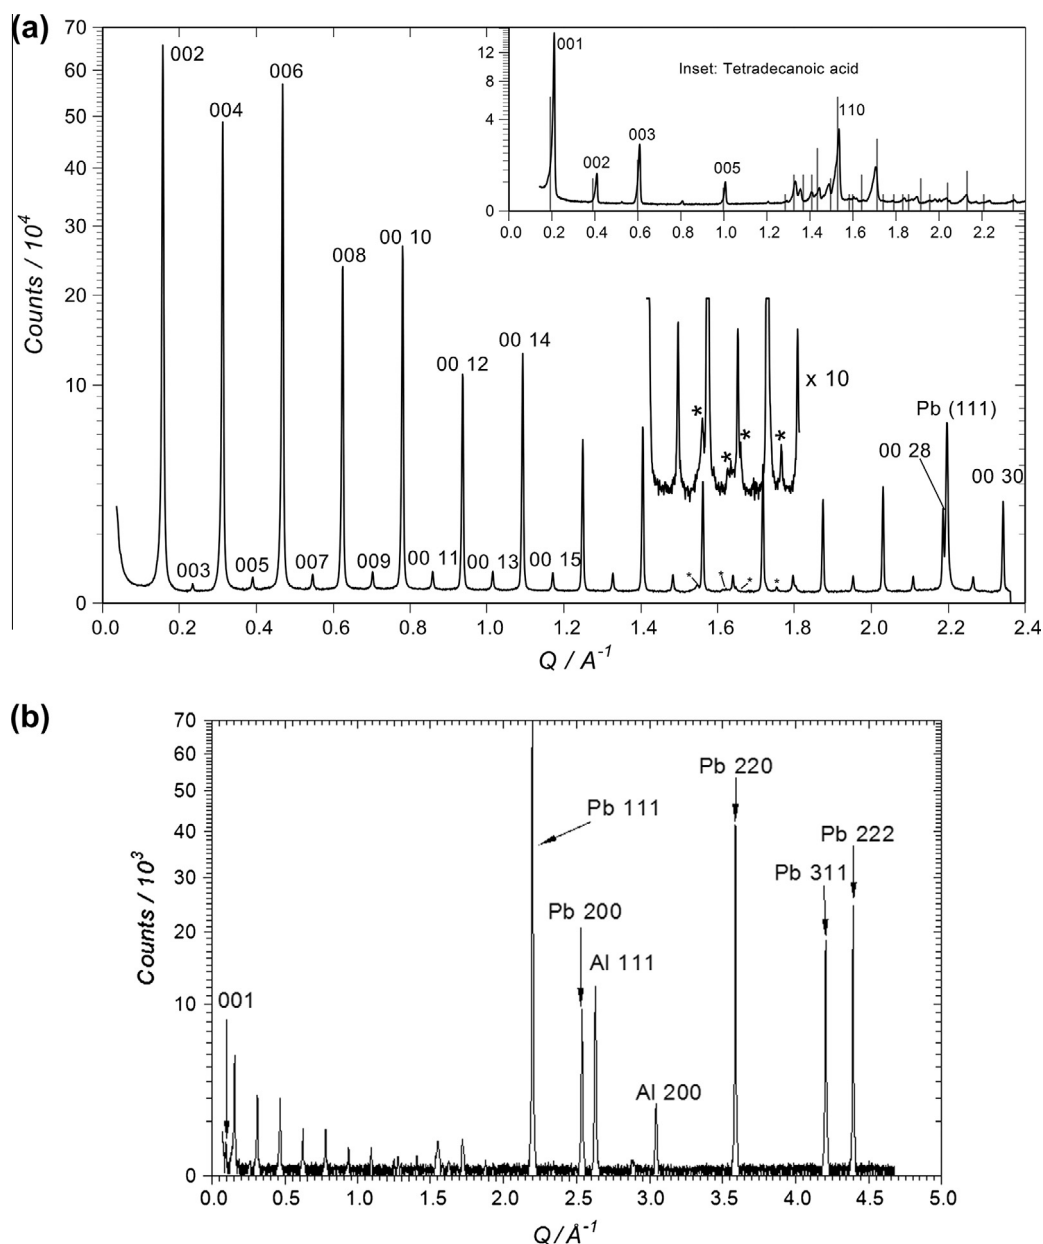 (a)
70
60
50
40
30
20
10
0
Counts / 10⁴
002
004
006
008
00 10
00 12
00 14
003
005
007
009
00 11
00 13
00 15
Inset: Tetradecanoic acid
12
8
4
0
001
002
003
005
110
0.0 0.2 0.4 0.6 0.8 1.0 1.2 1.4 1.6 1.8 2.0 2.2
* * * *
x 10
Pb (111)
00 28
00 30
* * * *
0.0 0.2 0.4 0.6 0.8 1.0 1.2 1.4 1.6 1.8 2.0 2.2 2.4
Q / A⁻¹
(b)
70
60
50
40
30
20
10
0
Counts / 10³
001
Pb 111
Pb 200
Al 111
Al 200
Pb 220
Pb 311
Pb 222
0.0 0.5 1.0 1.5 2.0 2.5 3.0 3.5 4.0 4.5 5.0
Q/Å⁻¹